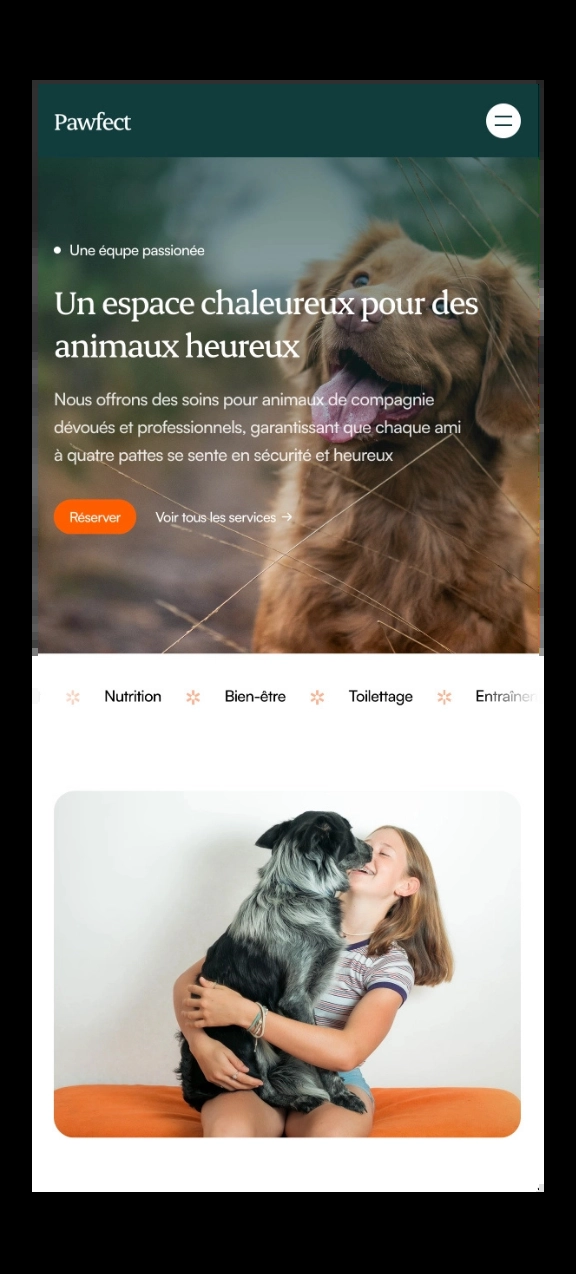 Pawfect
Une équpe passionée
Un espace chaleureux pour des
animaux heureux
Nous offrons des soins pour animaux de compagnie
dévoués et professionnels, garantissant que chaque ami
à quatre pattes se sente en sécurité et heureux
Réserver Voir tous les services →
Nutrition Bien-être Toilettage Entraîne